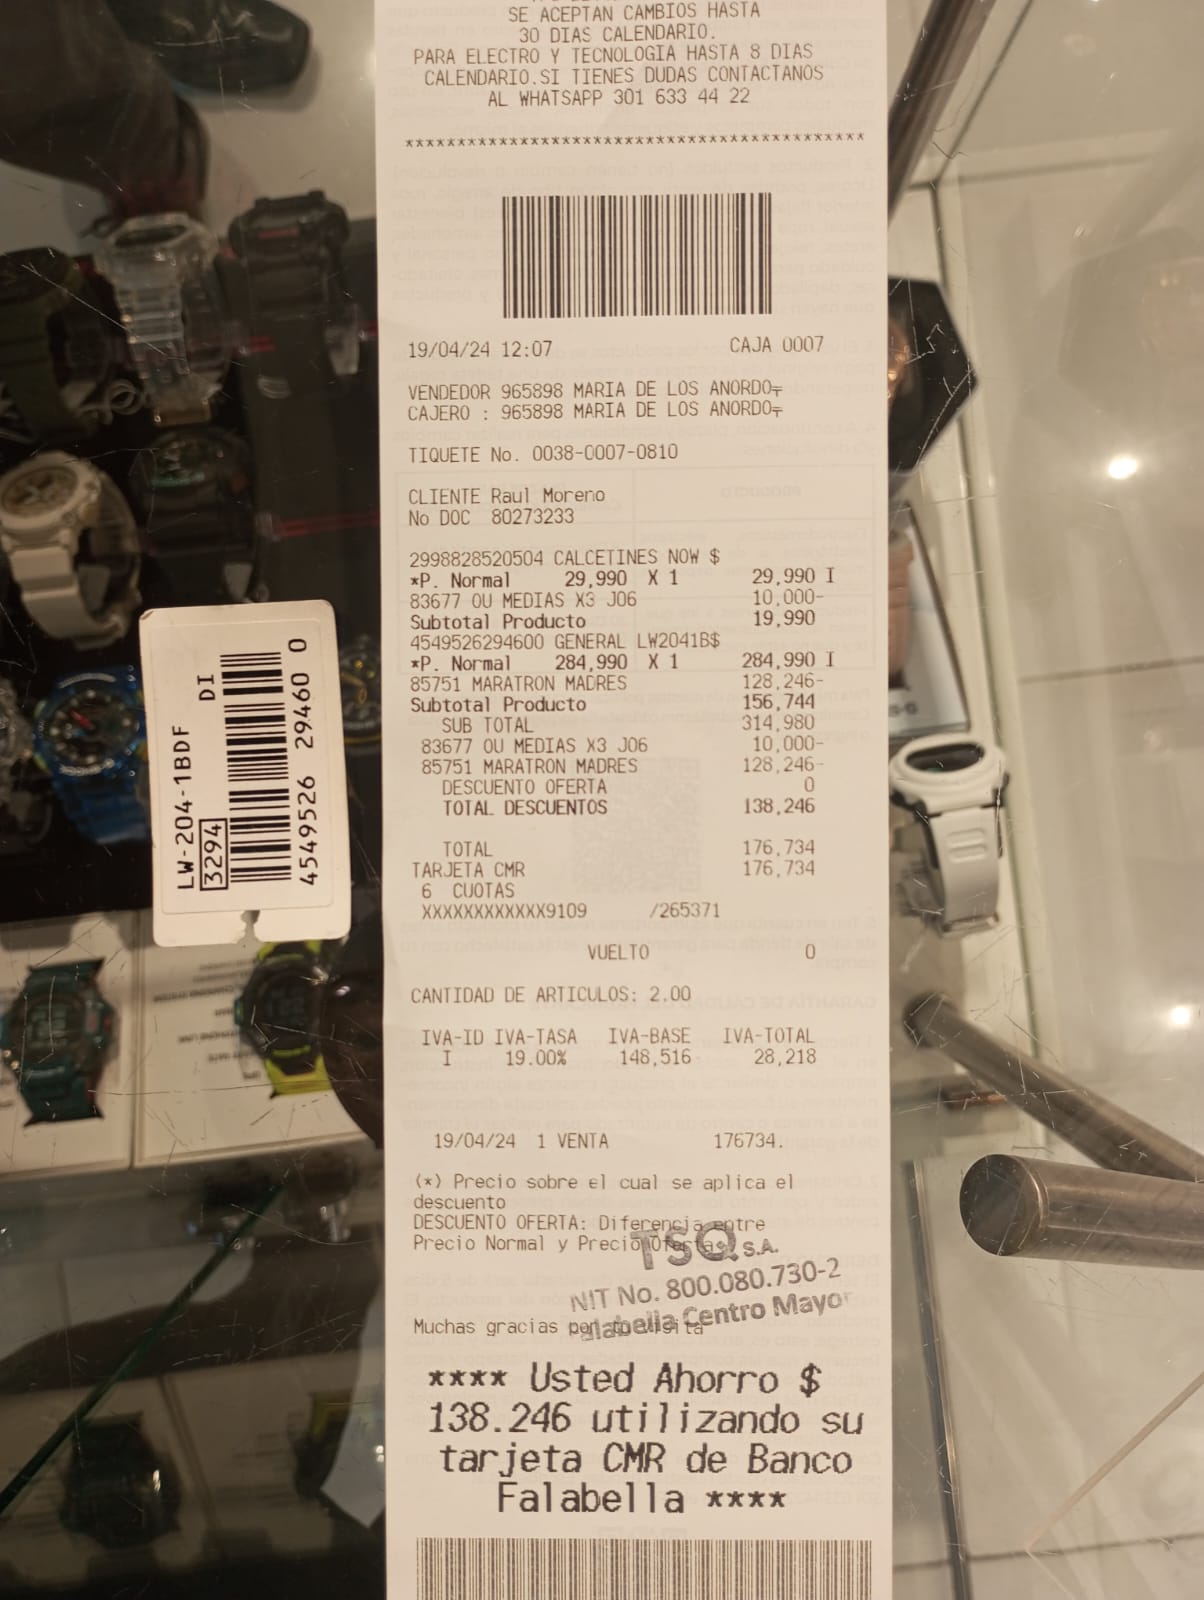 SE ACEPTAN CAMBIOS HASTA
30 DIAS CALENDARIO.
PARA ELECTRO Y TECNOLOGIA HASTA 8 DIAS
CALENDARIO.SI TIENES DUDAS CONTACTANOS
AL WHATSAPP 301 633 44 22
********************************************
19/04/24 12:07 CAJA 0007
VENDEDOR 965898 MARIA DE LOS ANORDO
CAJERO : 965898 MARIA DE LOS ANORDO
TIQUETE No. 0038-0007-0810
CLIENTE Raul Moreno
No DOC 80273233
2998828520504 CALCETINES NOW $
*P. Normal 29,990 X 1 29,990 I
83677 OU MEDIAS X3 J06 10,000-
Subtotal Producto 19,990
4549526294600 GENERAL LW2041B$
*P. Normal 284,990 X 1 284,990 I
85751 MARATRON MADRES 128,246-
Subtotal Producto 156,744
SUB TOTAL 314,980
83677 OU MEDIAS X3 J06 10,000-
85751 MARATRON MADRES 128,246-
DESCUENTO OFERTA 0
TOTAL DESCUENTOS 138,246
TOTAL 176,734
TARJETA CMR 176,734
6 CUOTAS
XXXXXXXXXXXX9109 /265371
VUELTO 0
CANTIDAD DE ARTICULOS: 2.00
IVA-ID IVA-TASA IVA-BASE IVA-TOTAL
I 19.00% 148,516 28,218
19/04/24 1 VENTA 176734.
(*) Precio sobre el cual se aplica el
descuento
DESCUENTO OFERTA: Diferencia entre
Precio Normal y Precio Oferta
TSQ S.A.
NIT No. 800.080.730-2
Falabella Centro Mayor
Muchas gracias por tu visita
**** Usted Ahorro $
138.246 utilizando su
tarjeta CMR de Banco
Falabella ****
LW-204-1BDF
3294 DI
4549526 29460 0